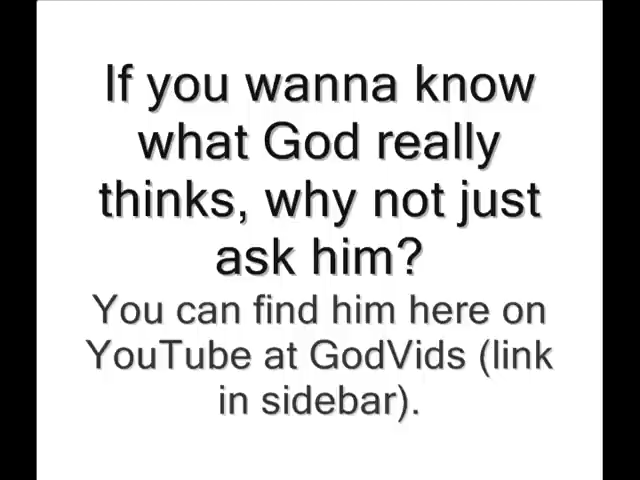 If you wanna know
what God really
thinks, why not just
ask him?
You can find him here on
YouTube at GodVids (link
in sidebar).